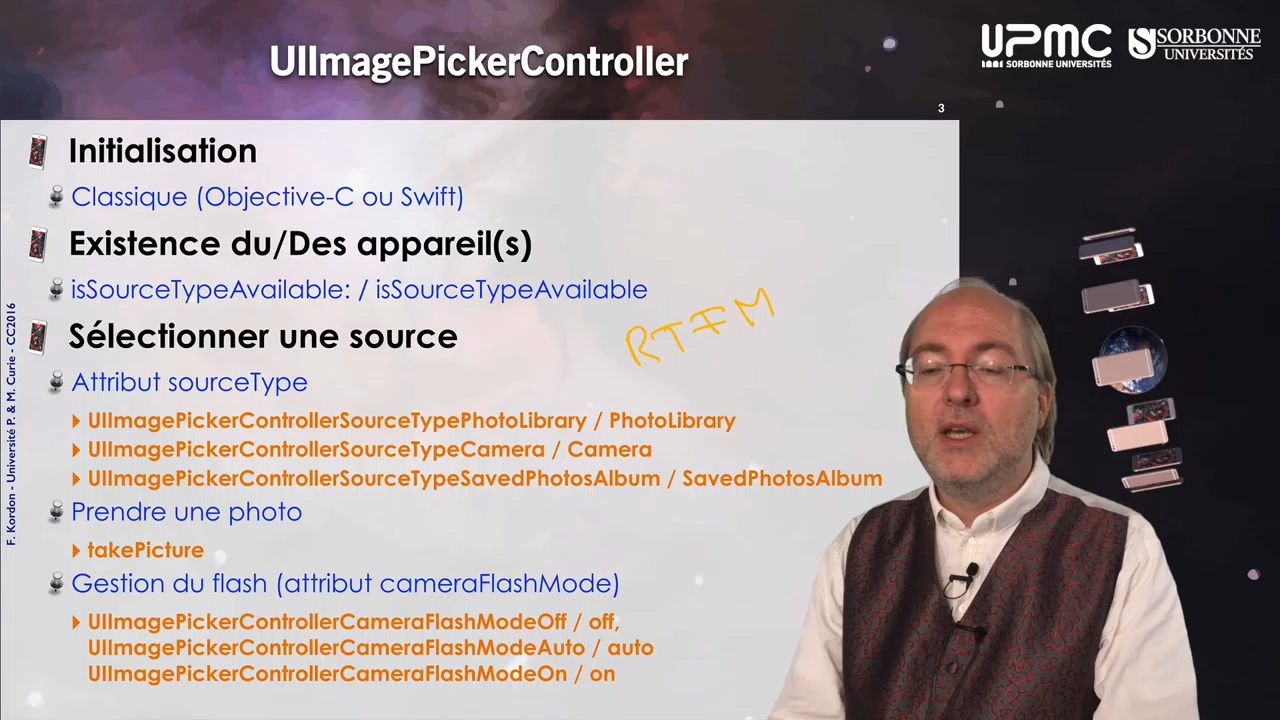 UIImagePickerController
UPMC
SORBONNE UNIVERSITÉS
SORBONNE
UNIVERSITÉS
3
Initialisation
Classique (Objective-C ou Swift)
Existence du/Des appareil(s)
isSourceTypeAvailable: / isSourceTypeAvailable
RTFM
Sélectionner une source
Attribut sourceType
UIImagePickerControllerSourceTypePhotoLibrary / PhotoLibrary
UIImagePickerControllerSourceTypeCamera / Camera
UIImagePickerControllerSourceTypeSavedPhotosAlbum / SavedPhotosAlbum
Prendre une photo
takePicture
Gestion du flash (attribut cameraFlashMode)
UIImagePickerControllerCameraFlashModeOff / off,
UIImagePickerControllerCameraFlashModeAuto / auto
UIImagePickerControllerCameraFlashModeOn / on
F. Kordon - Université P. & M. Curie - CC2016